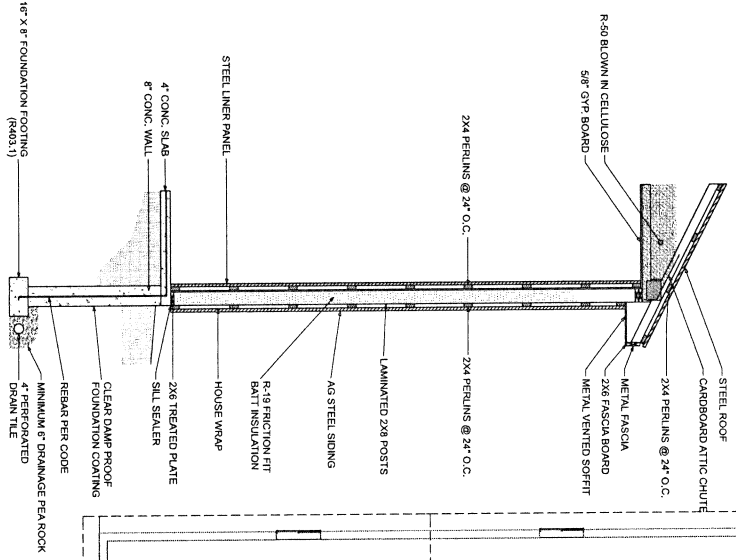 R-50 BLOWN IN CELLULOSE
5/8" GYP. BOARD
2X4 PERLINS @ 24" O.C.
STEEL LINER PANEL
4" CONC. SLAB
8" CONC. WALL
16" X 8" FOUNDATION FOOTING
(R403.1)
STEEL ROOF
CARDBOARD ATTIC CHUTE
2X4 PERLINS @ 24" O.C.
METAL FASCIA
2X6 FASCIA BOARD
METAL VENTED SOFFIT
2X4 PERLINS @ 24" O.C.
LAMINATED 2X8 POSTS
AG STEEL SIDING
R-19 FRICTION FIT
BATT INSULATION
HOUSE WRAP
2X6 TREATED PLATE
SILL SEALER
CLEAR DAMP PROOF
FOUNDATION COATING
REBAR PER CODE
MINIMUM 6" DRAINAGE PEA ROCK
4" PERFORATED
DRAIN TILE